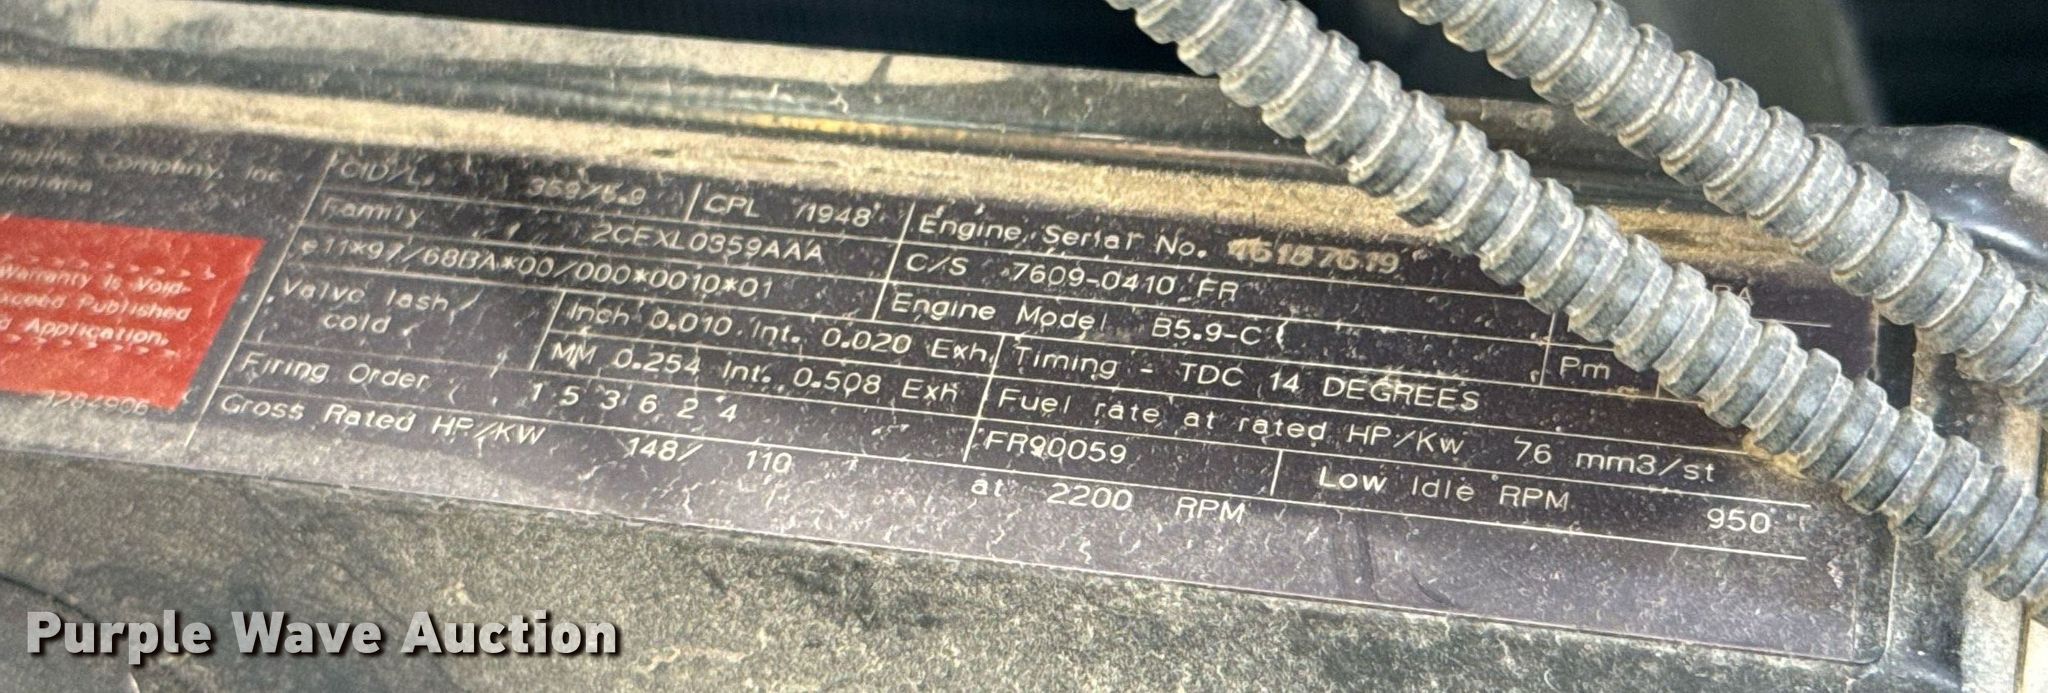 Company, Inc.
CID/L. 359/5.9 CPL 1948 Engine Serial No.
Family 2CEXL0359AAA C/S 7609-0410 FR
e11*97/68BA*00/000*0010*01 Engine Model B5.9-C
Warranty is Void
Published
Application.
Valve lash cold Inch 0.010 Int. 0.020 Exh. Timing - TDC 14 DEGREES Pm
MM 0.254 Int. 0.508 Exh Fuel rate at rated HP/Kw 76 mm3/st
Firing Order 1 5 3 6 2 4 FR90059 Low Idle RPM 950
Gross Rated HP/KW 148/ 110 at 2200 RPM
Purple Wave Auction